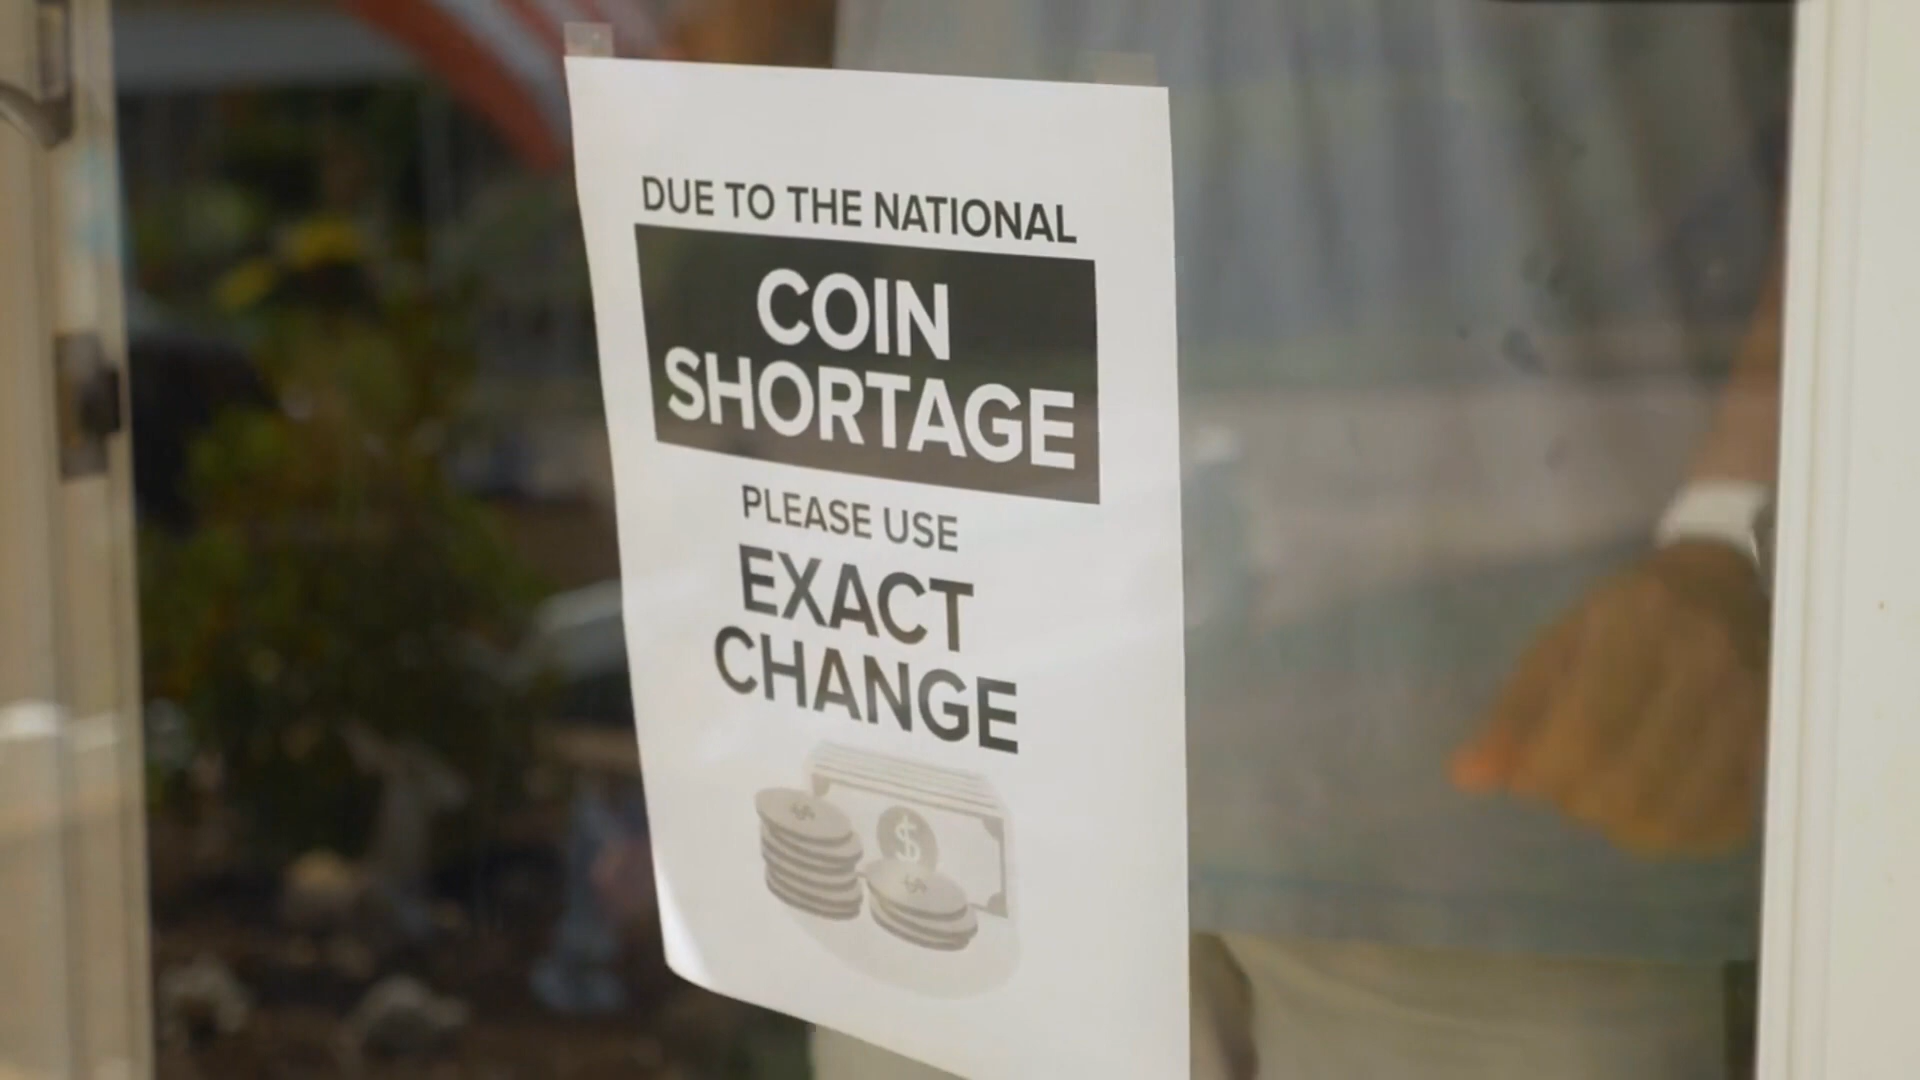 DUE TO THE NATIONAL
COIN
SHORTAGE
PLEASE USE
EXACT
CHANGE
$
$
$